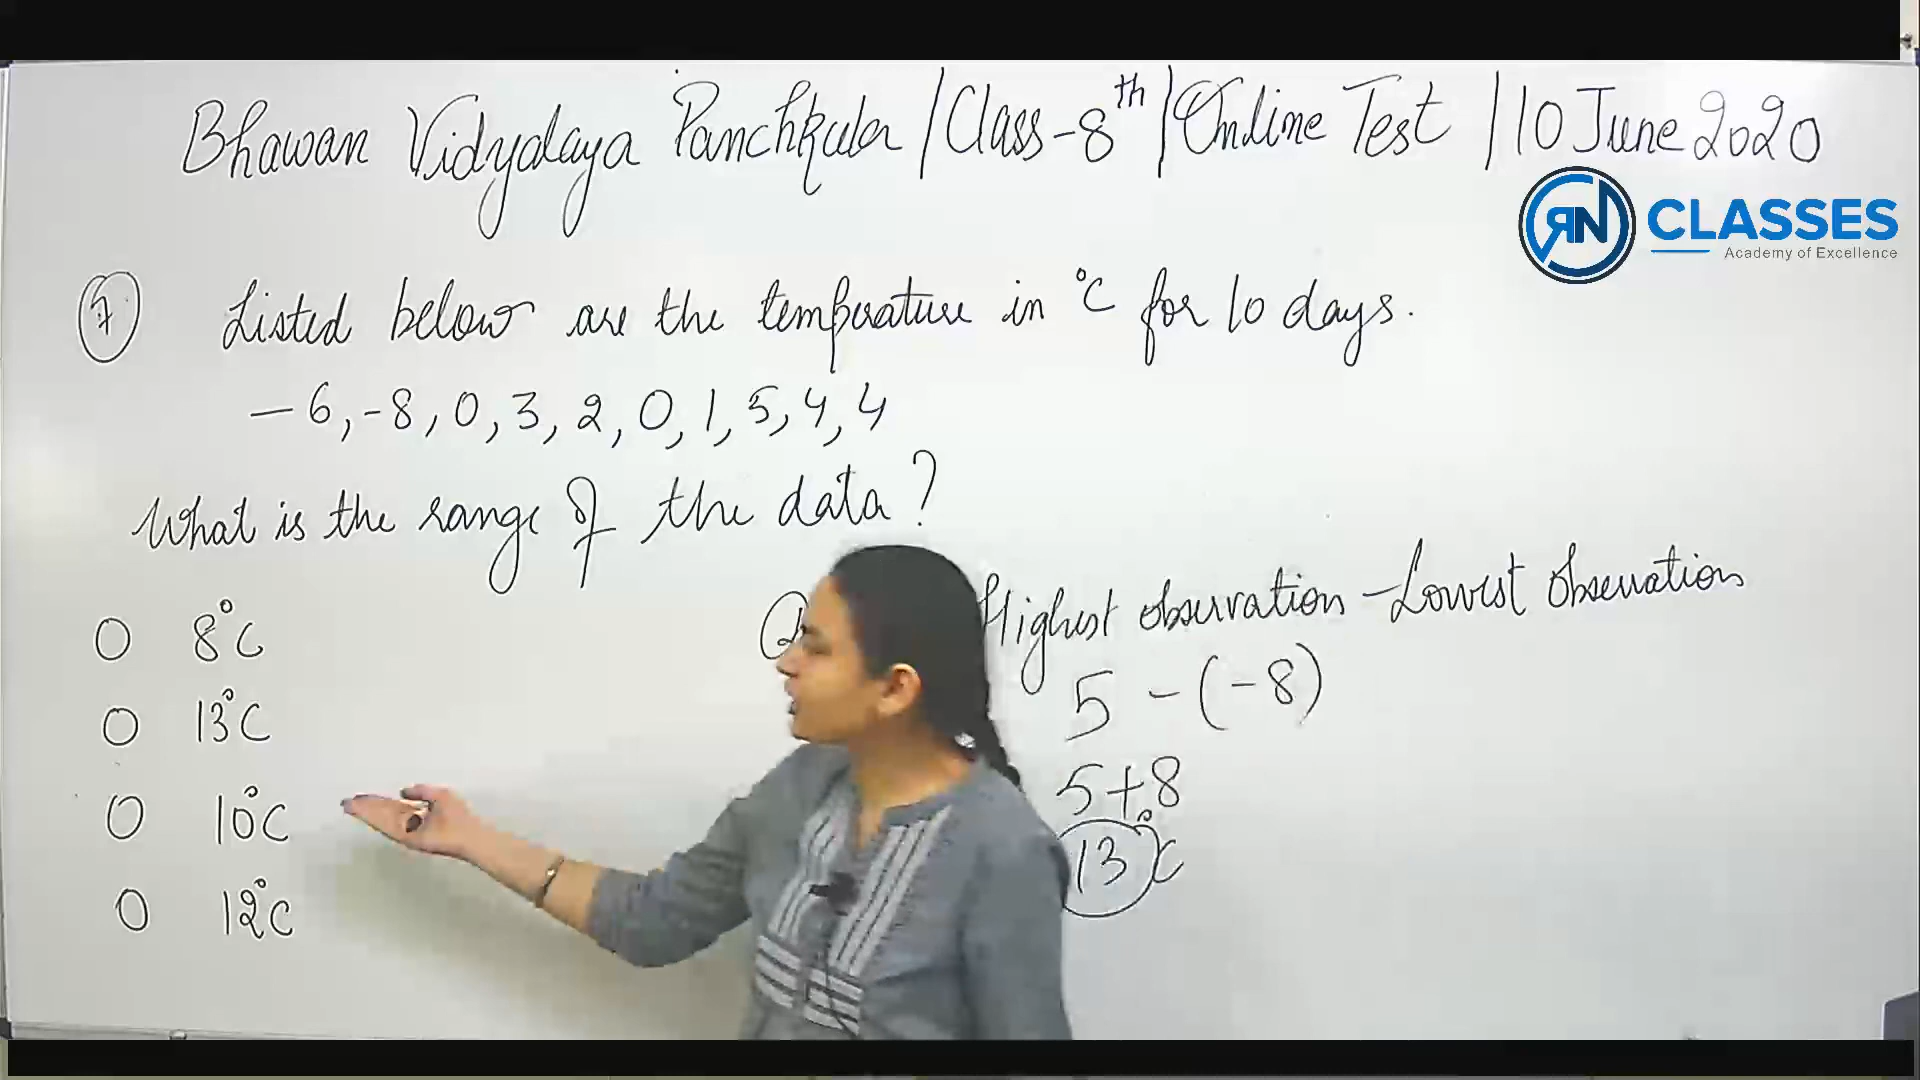 Bhawan Vidyalaya Panchkula / Class-8th / Online Test / 10 June 2020
RN CLASSES
Academy of Excellence
7 Listed below are the temperature in °C for 10 days.
-6, -8, 0, 3, 2, 0, 1, 5, 4, 4
What is the range of the data?
Highest observation - Lowest Observation
8°C
5 - (-8)
13°C
5+8
10°C
13°C
12°C